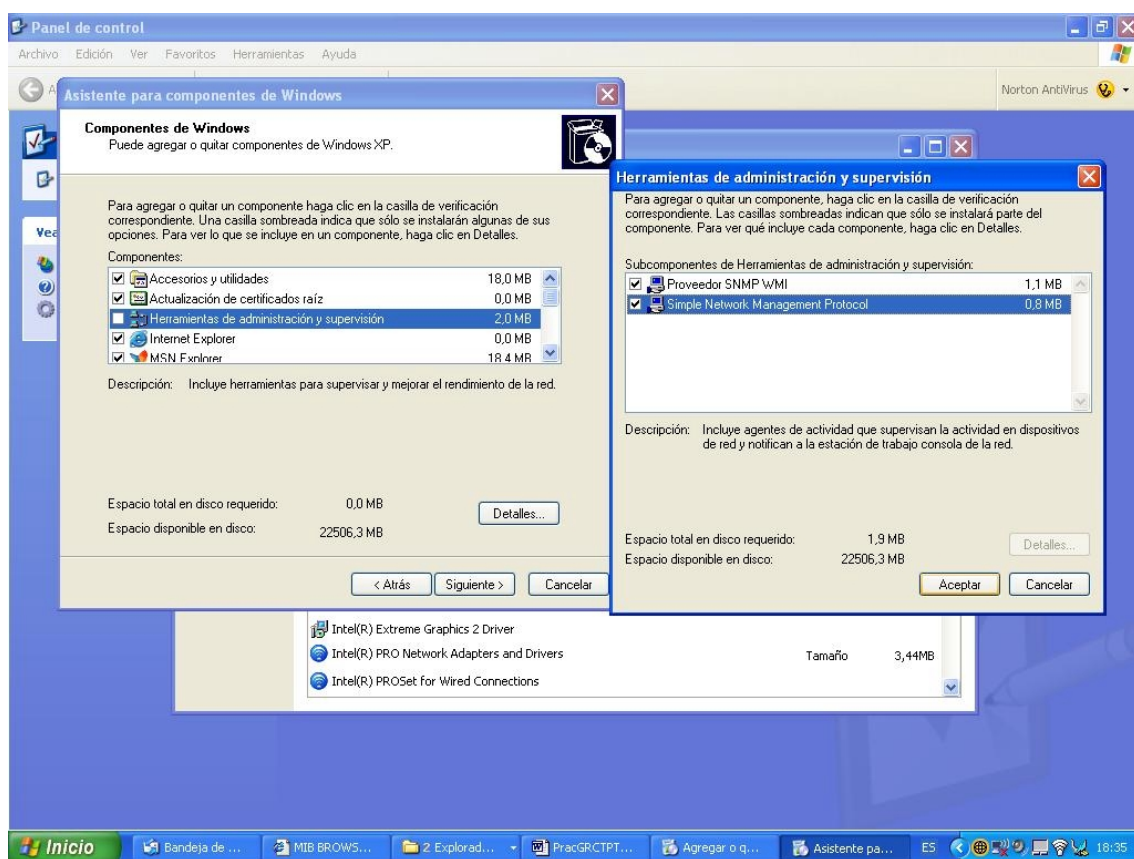 Panel de control
Archivo Edición Ver Favoritos Herramientas Ayuda
Norton AntiVirus
Asistente para componentes de Windows
Componentes de Windows
Puede agregar o quitar componentes de Windows XP.
Para agregar o quitar un componente haga clic en la casilla de verificación
correspondiente. Una casilla sombreada indica que sólo se instalarán algunas de sus
opciones. Para ver lo que se incluye en un componente, haga clic en Detalles.
Componentes:
Accesorios y utilidades 18,0 MB
Actualización de certificados raíz 0,0 MB
Herramientas de administración y supervisión 2,0 MB
Internet Explorer 0,0 MB
MSN Explorer 18,4 MB
Descripción: Incluye herramientas para supervisar y mejorar el rendimiento de la red.
Espacio total en disco requerido: 0,0 MB
Espacio disponible en disco: 22506,3 MB
Detalles...
< Atrás Siguiente > Cancelar
Herramientas de administración y supervisión
Para agregar o quitar un componente, haga clic en la casilla de verificación
correspondiente. Las casillas sombreadas indican que sólo se instalará parte del
componente. Para ver qué incluye cada componente, haga clic en Detalles.
Subcomponentes de Herramientas de administración y supervisión:
Proveedor SNMP WMI 1,1 MB
Simple Network Management Protocol 0,8 MB
Descripción: Incluye agentes de actividad que supervisan la actividad en dispositivos
de red y notifican a la estación de trabajo consola de la red.
Espacio total en disco requerido: 1,9 MB
Espacio disponible en disco: 22506,3 MB
Detalles...
Aceptar Cancelar
Vea
Intel(R) Extreme Graphics 2 Driver
Intel(R) PRO Network Adapters and Drivers Tamaño 3,44MB
Intel(R) PROSet for Wired Connections
Inicio Bandeja de ... MIB BROWS... 2 Explorad... PracGRCTPT... Agregar o q... Asistente pa... ES 18:35